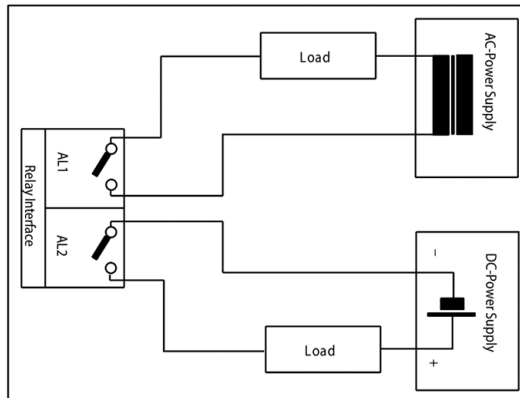 Load
AC-Power Supply
AL1
AL2
Relay Interface
−
DC-Power Supply
Load
+